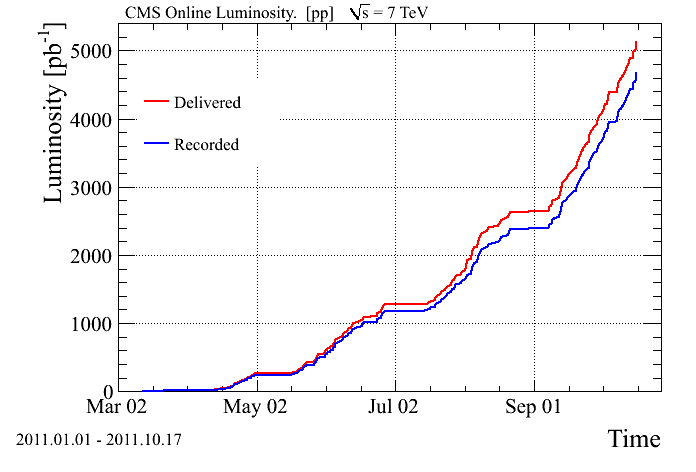 CMS Online Luminosity. [pp] √s = 7 TeV
Luminosity [pb⁻¹]
5000
4000
3000
2000
1000
0
Delivered
Recorded
Mar 02 May 02 Jul 02 Sep 01
2011.01.01 - 2011.10.17
Time